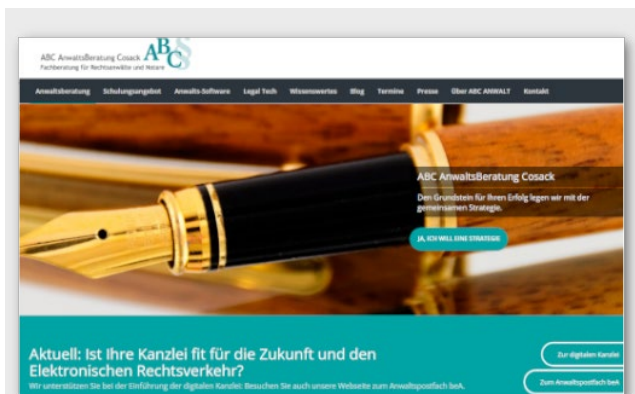 ABC AnwaltsBeratung Cosack ABC§
Fachberatung für Rechtsanwälte und Notare
Anwaltsberatung Schulungsangebot Anwalts-Software Legal Tech Wissenswertes Blog Termine Presse Über ABC ANWALT Kontakt
ABC AnwaltsBeratung Cosack
Den Grundstein für Ihren Erfolg legen wir mit der
gemeinsamen Strategie.
JA, ICH WILL EINE STRATEGIE
Aktuell: Ist Ihre Kanzlei fit für die Zukunft und den
Elektronischen Rechtsverkehr?
Wir unterstützen Sie bei der Einführung der digitalen Kanzlei: Besuchen Sie auch unsere Webseite zum Anwaltspostfach beA.
Zur digitalen Kanzlei
Zum Anwaltspostfach beA